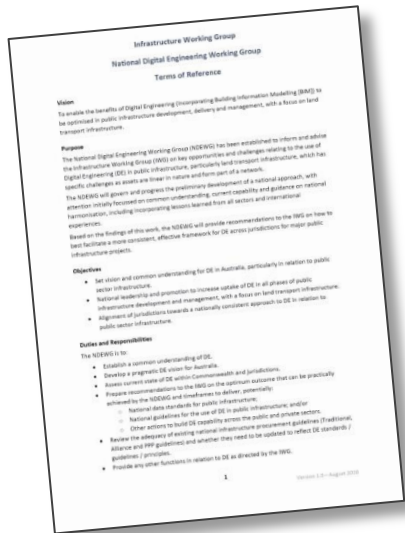 Infrastructure Working Group
National Digital Engineering Working Group
Terms of Reference
Vision
To enable the benefits of Digital Engineering (incorporating Building Information Modelling [BIM]) to
be optimised in public infrastructure development, delivery and management, with a focus on land
transport infrastructure.
Purpose
The National Digital Engineering Working Group (NDEWG) has been established to inform and advise
the Infrastructure Working Group (IWG) on key opportunities and challenges relating to the use of
Digital Engineering (DE) in public infrastructure, particularly land transport infrastructure, which has
specific challenges as assets are linear in nature and form part of a network.
The NDEWG will govern and progress the preliminary development of a national approach, with
attention initially focussed on common understanding, current capability and guidance on national
harmonisation, including incorporating lessons learned from all sectors and international
experiences.
Based on the findings of this work, the NDEWG will provide recommendations to the IWG on how to
best facilitate a more consistent, effective framework for DE across jurisdictions for major public
infrastructure projects.
Objectives
• Set vision and common understanding for DE in Australia, particularly in relation to public
sector infrastructure.
• National leadership and promotion to increase uptake of DE in all phases of public
infrastructure development and management, with a focus on land transport infrastructure.
• Alignment of jurisdictions towards a nationally consistent approach to DE in relation to
public sector infrastructure.
Duties and Responsibilities
The NDEWG is to:
• Establish a common understanding of DE.
• Develop a pragmatic DE vision for Australia.
• Assess current state of DE within Commonwealth and jurisdictions.
• Prepare recommendations to the IWG on the optimum outcome that can be practically
achieved by the NDEWG and timeframes to deliver, potentially:
○ National data standards for public infrastructure;
○ National guidelines for the use of DE in public infrastructure; and/or
○ Other actions to build DE capability across the public and private sectors.
• Review the adequacy of existing national infrastructure procurement guidelines (Traditional,
Alliance and PPP guidelines) and whether they need to be updated to reflect DE standards /
guidelines / principles.
• Provide any other functions in relation to DE as directed by the IWG.
1
Version 1.0 – August 2016